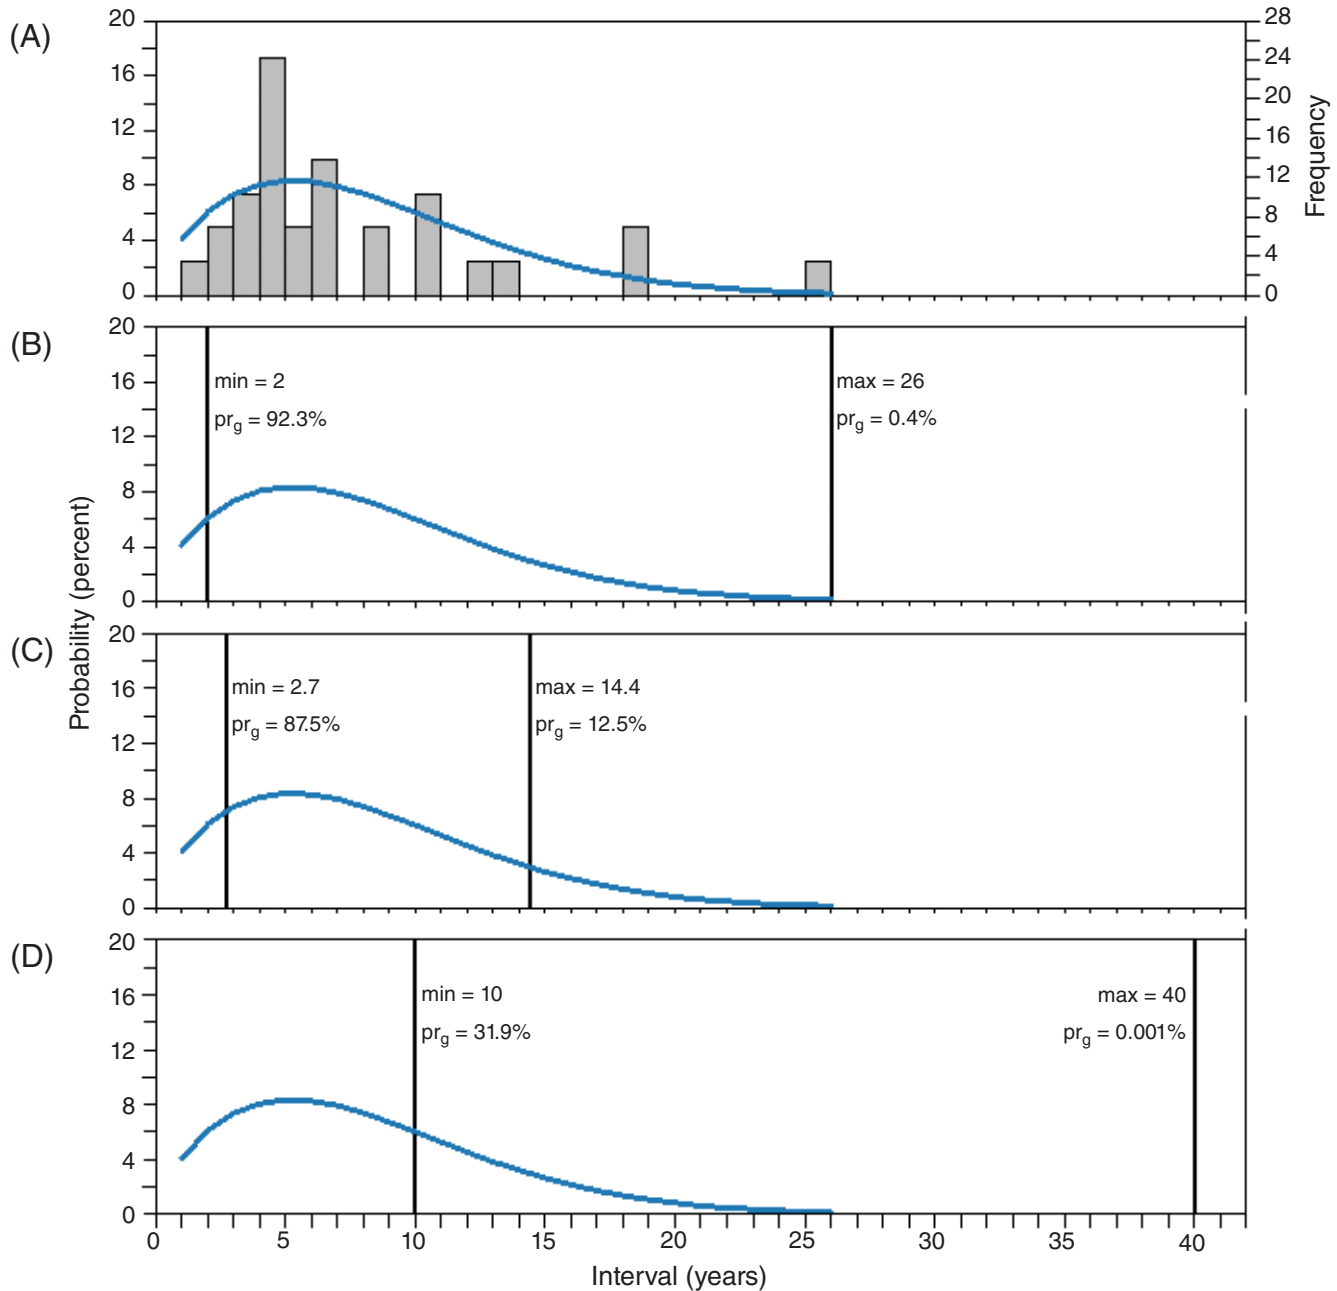 (A)
20
16
12
8
4
0
28
24
20
16
12
8
4
0
Frequency
(B)
20
16
12
8
4
0
min = 2
prg = 92.3%
max = 26
prg = 0.4%
Probability (percent)
(C)
20
16
12
8
4
0
min = 2.7
prg = 87.5%
max = 14.4
prg = 12.5%
(D)
20
16
12
8
4
0
min = 10
prg = 31.9%
max = 40
prg = 0.001%
0 5 10 15 20 25 30 35 40
Interval (years)